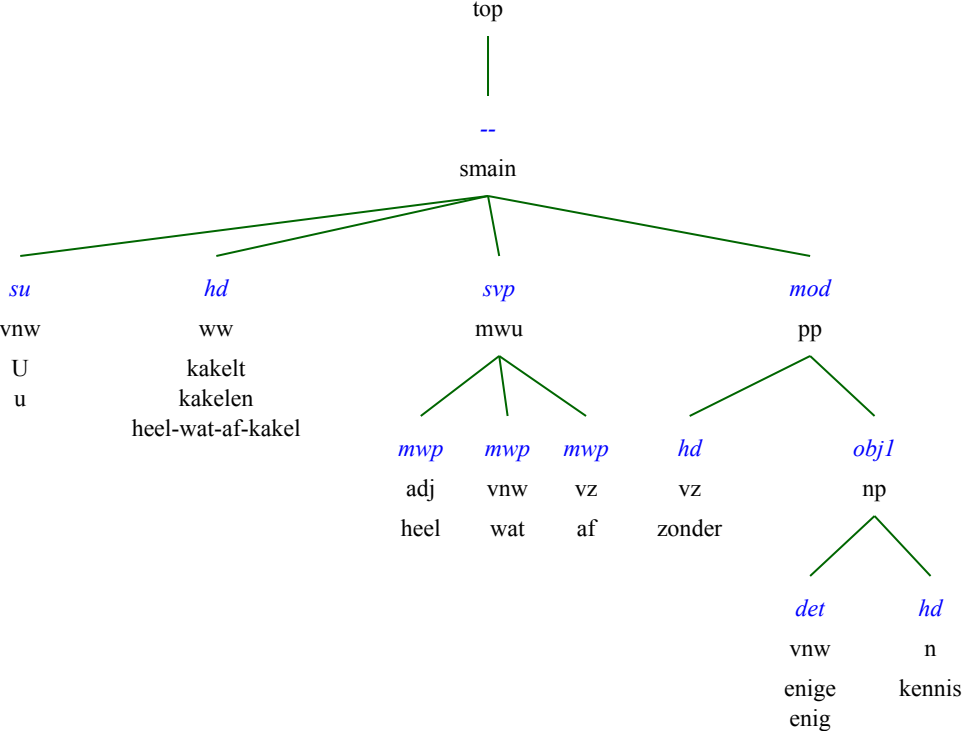 top
--
smain
su hd svp mod
vnw ww mwu pp
U kakelt
u kakelen
heel-wat-af-kakel
mwp mwp mwp hd obj1
adj vnw vz vz np
heel wat af zonder
det hd
vnw n
enige kennis
enig